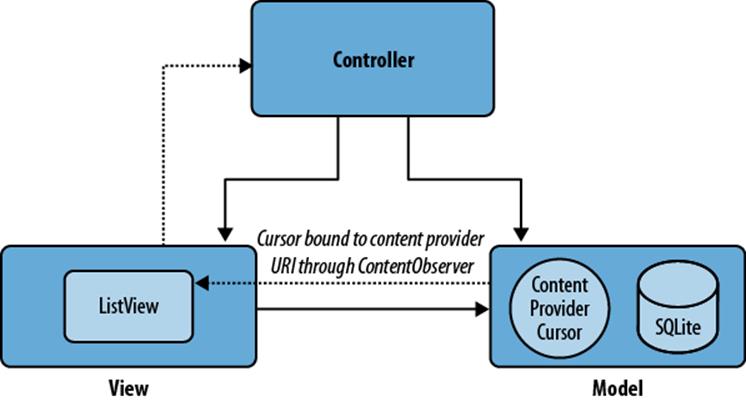 Controller
Cursor bound to content provider
URI through ContentObserver
ListView
Content
Provider
Cursor
SQLite
View
Model